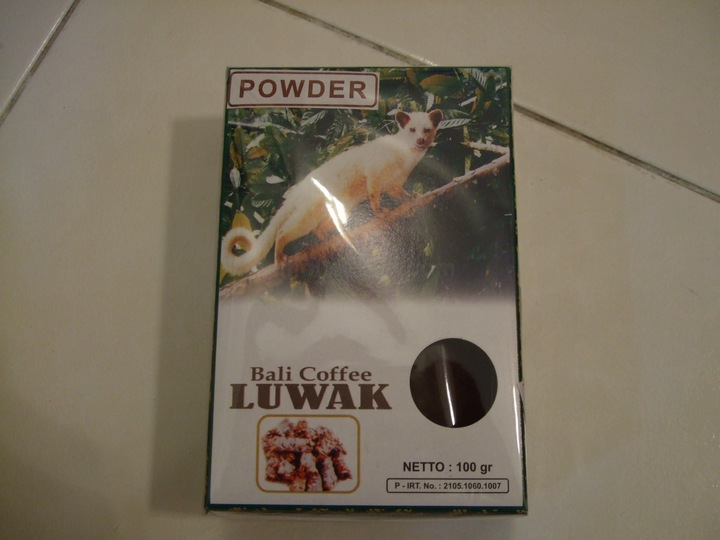 POWDER
Bali Coffee
LUWAK
NETTO : 100 gr
P - IRT. No. : 2105.1060.1007